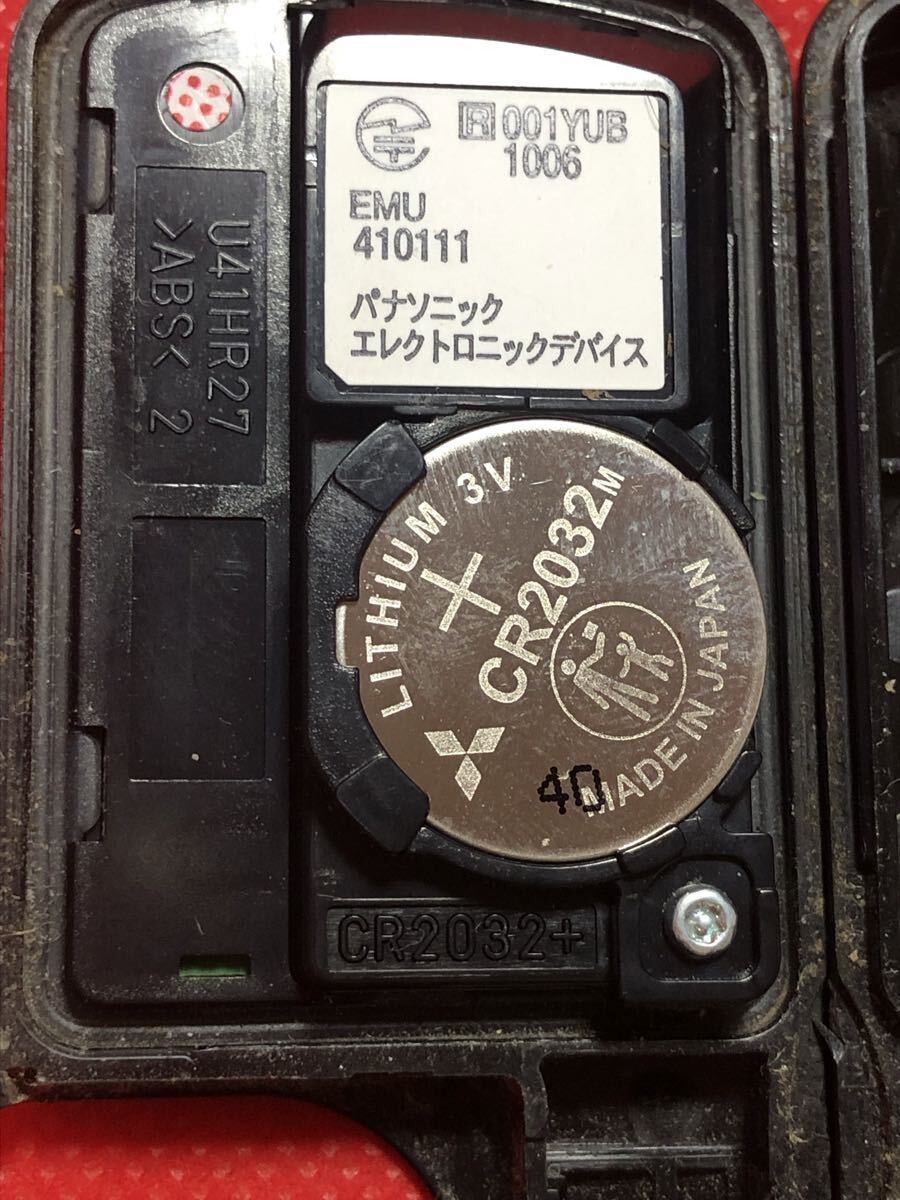 R 001YUB
1006
EMU
410111
パナソニック
エレクトロニックデバイス
U41HR27
>ABS< 2
LITHIUM 3V
CR2032M
MADE IN JAPAN
40
CR2032+